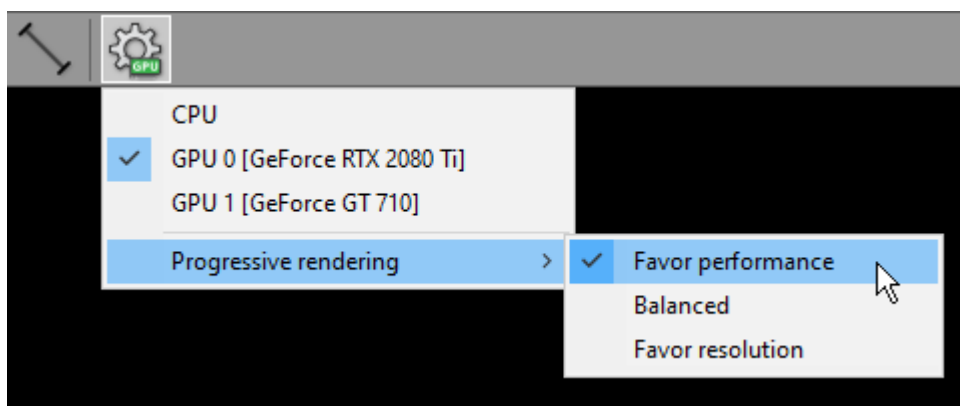 GPU
CPU
GPU 0 [GeForce RTX 2080 Ti]
GPU 1 [GeForce GT 710]
Progressive rendering
Favor performance
Balanced
Favor resolution